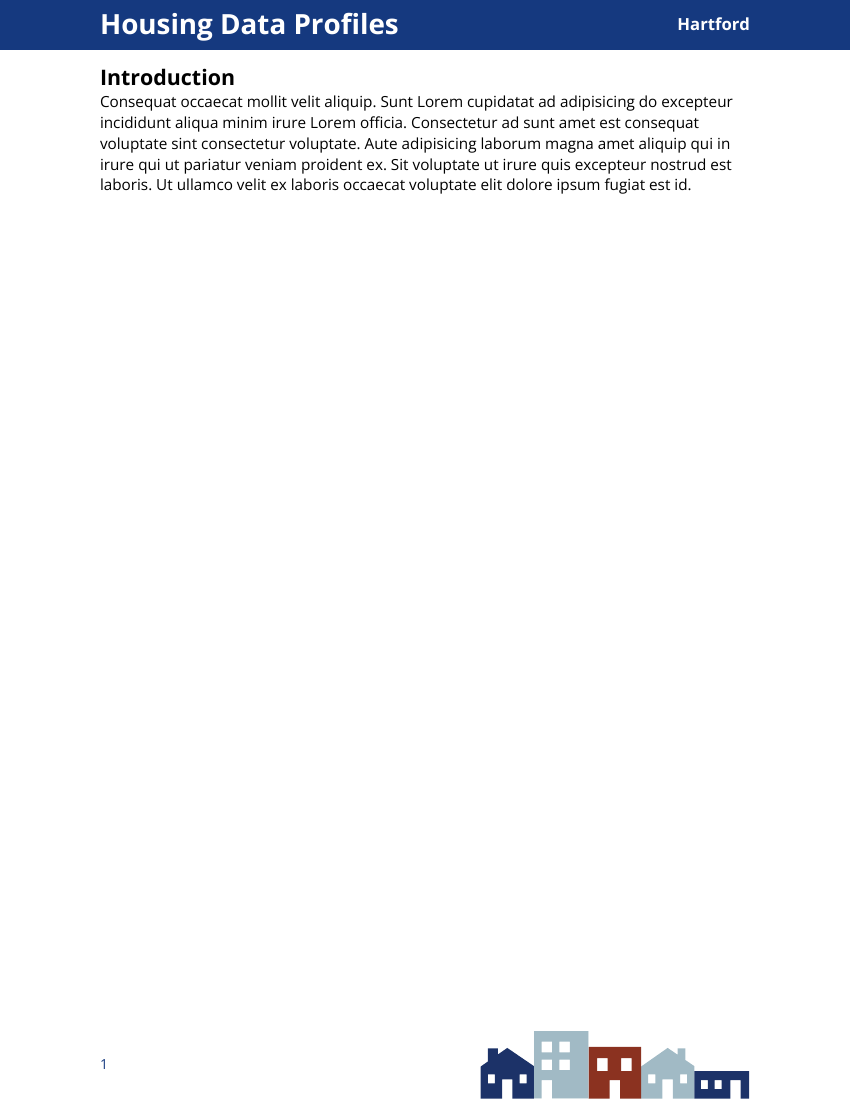 Housing Data Profiles
Hartford
Introduction
Consequat occaecat mollit velit aliquip. Sunt Lorem cupidatat ad adipisicing do excepteur
incididunt aliqua minim irure Lorem officia. Consectetur ad sunt amet est consequat
voluptate sint consectetur voluptate. Aute adipisicing laborum magna amet aliquip qui in
irure qui ut pariatur veniam proident ex. Sit voluptate ut irure quis excepteur nostrud est
laboris. Ut ullamco velit ex laboris occaecat voluptate elit dolore ipsum fugiat est id.
1